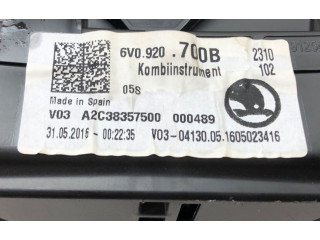 6V0.920.700B 2310
Kombiinstrument 102
05S
Made in Spain
V03 A2C38357500 000489
31.05.2016 - 00:22:35 V03-04130.05.1605023416